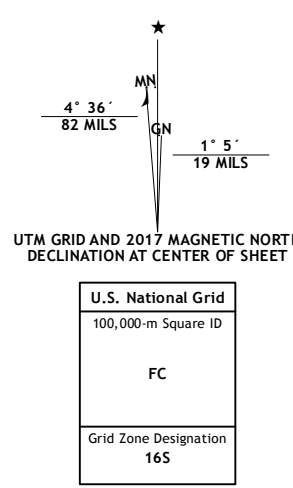 ★
MN
4° 36´
82 MILS
GN
1° 5´
19 MILS
UTM GRID AND 2017 MAGNETIC NORT
DECLINATION AT CENTER OF SHEET
U.S. National Grid
100,000-m Square ID
FC
Grid Zone Designation
16S